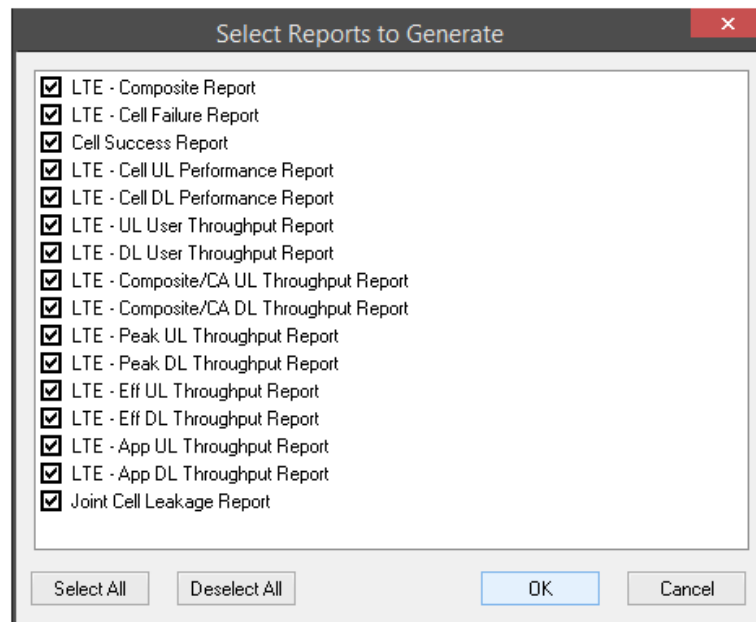 Select Reports to Generate
LTE - Composite Report
LTE - Cell Failure Report
Cell Success Report
LTE - Cell UL Performance Report
LTE - Cell DL Performance Report
LTE - UL User Throughput Report
LTE - DL User Throughput Report
LTE - Composite/CA UL Throughput Report
LTE - Composite/CA DL Throughput Report
LTE - Peak UL Throughput Report
LTE - Peak DL Throughput Report
LTE - Eff UL Throughput Report
LTE - Eff DL Throughput Report
LTE - App UL Throughput Report
LTE - App DL Throughput Report
Joint Cell Leakage Report
Select All Deselect All OK Cancel